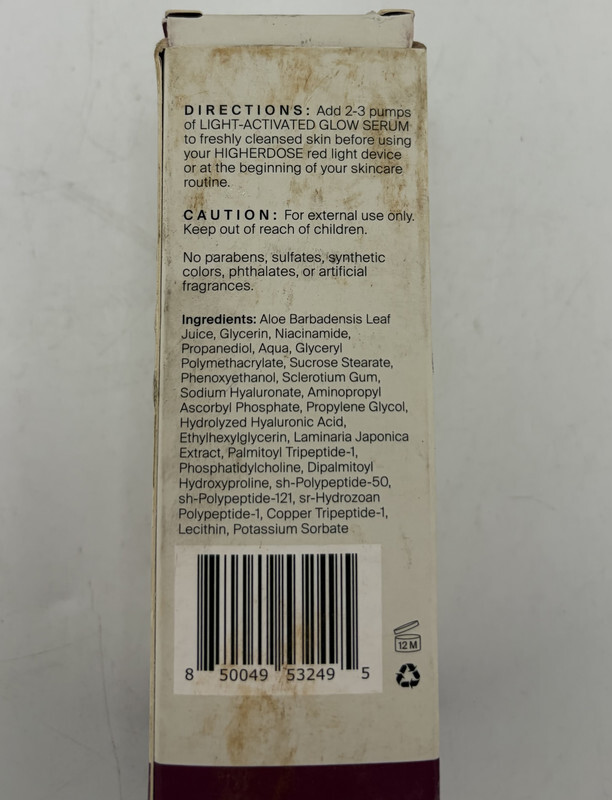 DIRECTIONS: Add 2-3 pumps
of LIGHT-ACTIVATED GLOW SERUM
to freshly cleansed skin before using
your HIGHERDOSE red light device
or at the beginning of your skincare
routine.
CAUTION: For external use only.
Keep out of reach of children.
No parabens, sulfates, synthetic
colors, phthalates, or artificial
fragrances.
Ingredients: Aloe Barbadensis Leaf
Juice, Glycerin, Niacinamide,
Propanediol, Aqua, Glyceryl
Polymethacrylate, Sucrose Stearate,
Phenoxyethanol, Sclerotium Gum,
Sodium Hyaluronate, Aminopropyl
Ascorbyl Phosphate, Propylene Glycol,
Hydrolyzed Hyaluronic Acid,
Ethylhexylglycerin, Laminaria Japonica
Extract, Palmitoyl Tripeptide-1,
Phosphatidylcholine, Dipalmitoyl
Hydroxyproline, sh-Polypeptide-50,
sh-Polypeptide-121, sr-Hydrozoan
Polypeptide-1, Copper Tripeptide-1,
Lecithin, Potassium Sorbate
12 M
8 50049 53249 5